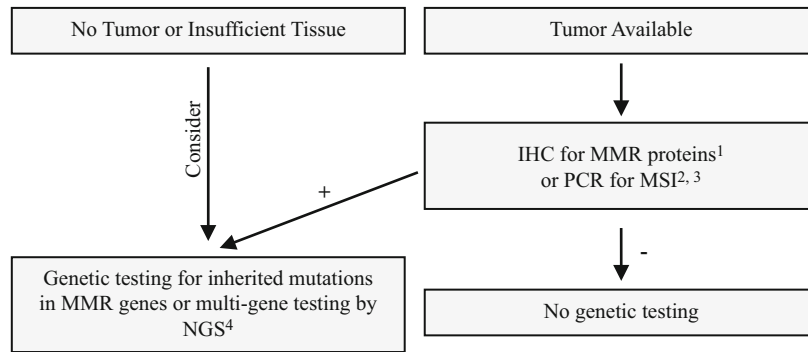 No Tumor or Insufficient Tissue
Tumor Available
Consider
IHC for MMR proteins¹
or PCR for MSI²,³
+
-
Genetic testing for inherited mutations
in MMR genes or multi-gene testing by
NGS⁴
No genetic testing